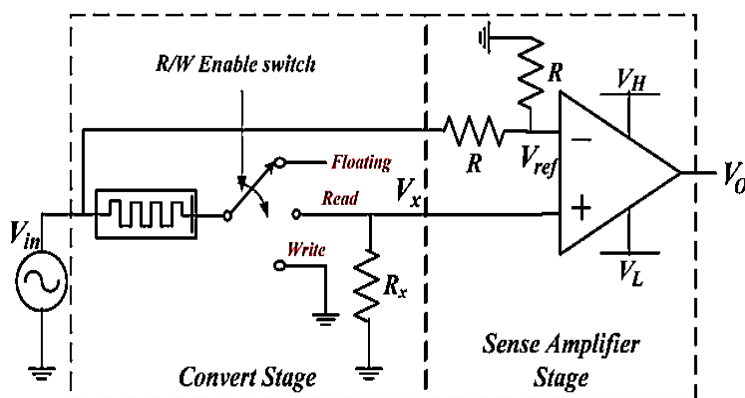 R/W Enable switch
R
V_H
Floating
R
V_ref
−
V_O
Read
V_x
+
V_in
Write
R_x
V_L
Convert Stage
Sense Amplifier
Stage